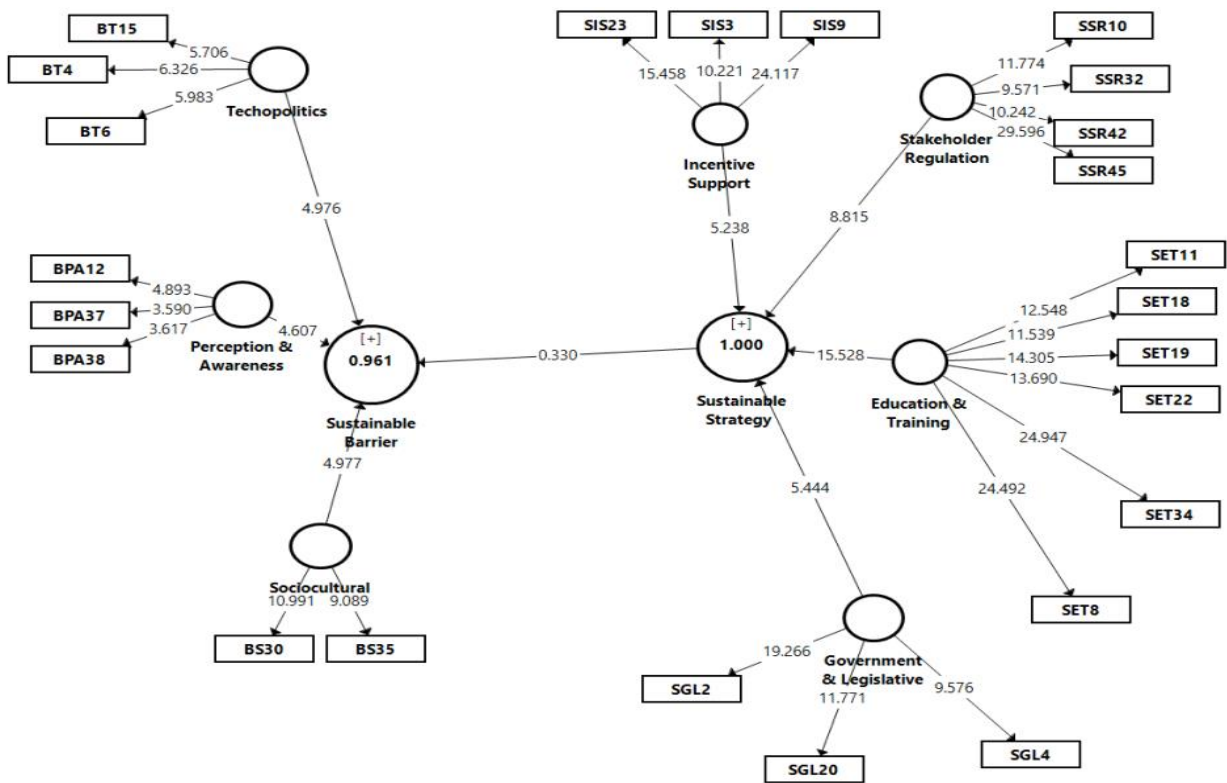 BT15
BT4
BT6
5.706
6.326
5.983
Techopolitics
4.976
SIS23
SIS3
SIS9
15.458
10.221
24.117
Incentive
Support
5.238
SSR10
SSR32
SSR42
SSR45
11.774
9.571
10.242
29.596
Stakeholder
Regulation
8.815
BPA12
BPA37
BPA38
4.893
3.590
3.617
Perception &
Awareness
4.607
[+]
0.961
Sustainable
Barrier
0.330
[+]
1.000
Sustainable
Strategy
15.528
Education &
Training
SET11
SET18
SET19
SET22
SET34
SET8
12.548
11.539
14.305
13.690
24.947
24.492
4.977
Sociocultural
10.991
9.089
BS30
BS35
5.444
Government
& Legislative
19.266
11.771
9.576
SGL2
SGL20
SGL4